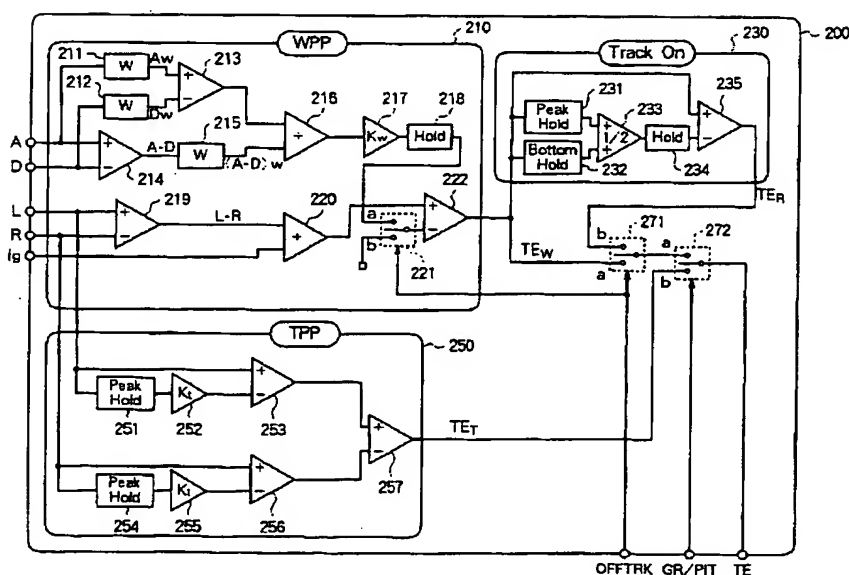 210
230
200
WPP
Track On
211
W
Aw
213
212
W
Dw
231
235
Peak
Hold
233
1/2
Bottom
Hold
Hold
232
234
TER
216
217
218
÷
Kw
Hold
215
A
D
A-D
W
(A-D) w
214
L
R
Ig
219
L-R
220
222
a
b
221
TEW
b
271
a
272
a
b
TPP
250
Peak
Hold
Kt
251
252
253
TET
257
Peak
Hold
Kt
254
255
256
OFFTRK
GR/PIT
TE